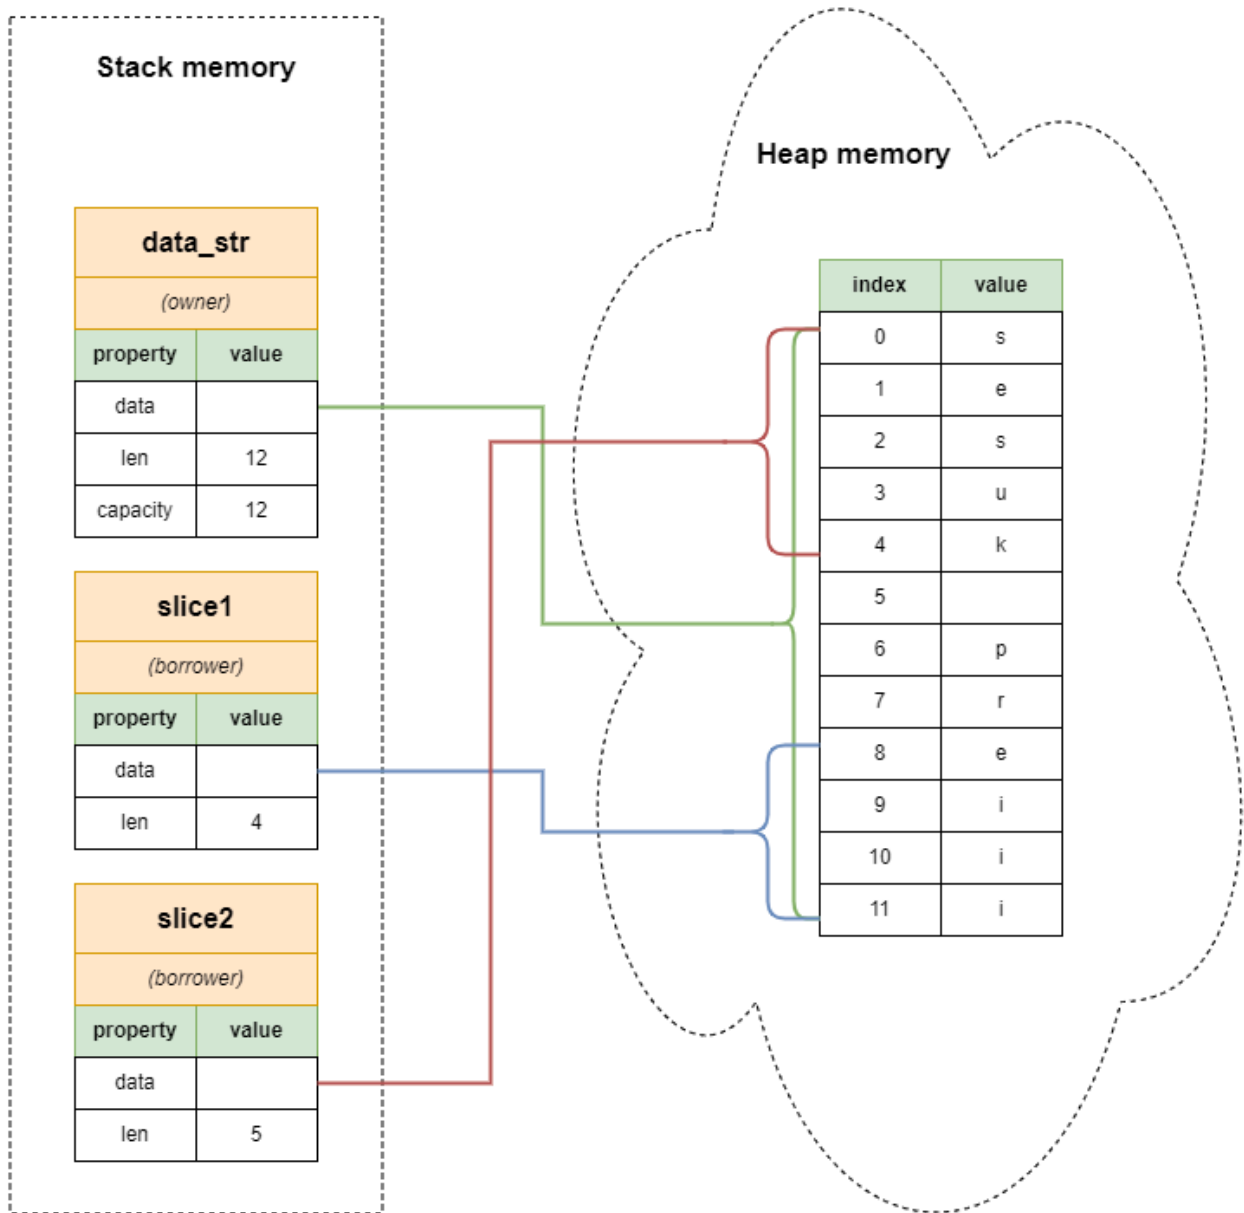 Stack memory
data_str
(owner)
property value
data
len 12
capacity 12
slice1
(borrower)
property value
data
len 4
slice2
(borrower)
property value
data
len 5
Heap memory
index value
0 s
1 e
2 s
3 u
4 k
5
6 p
7 r
8 e
9 i
10 i
11 i